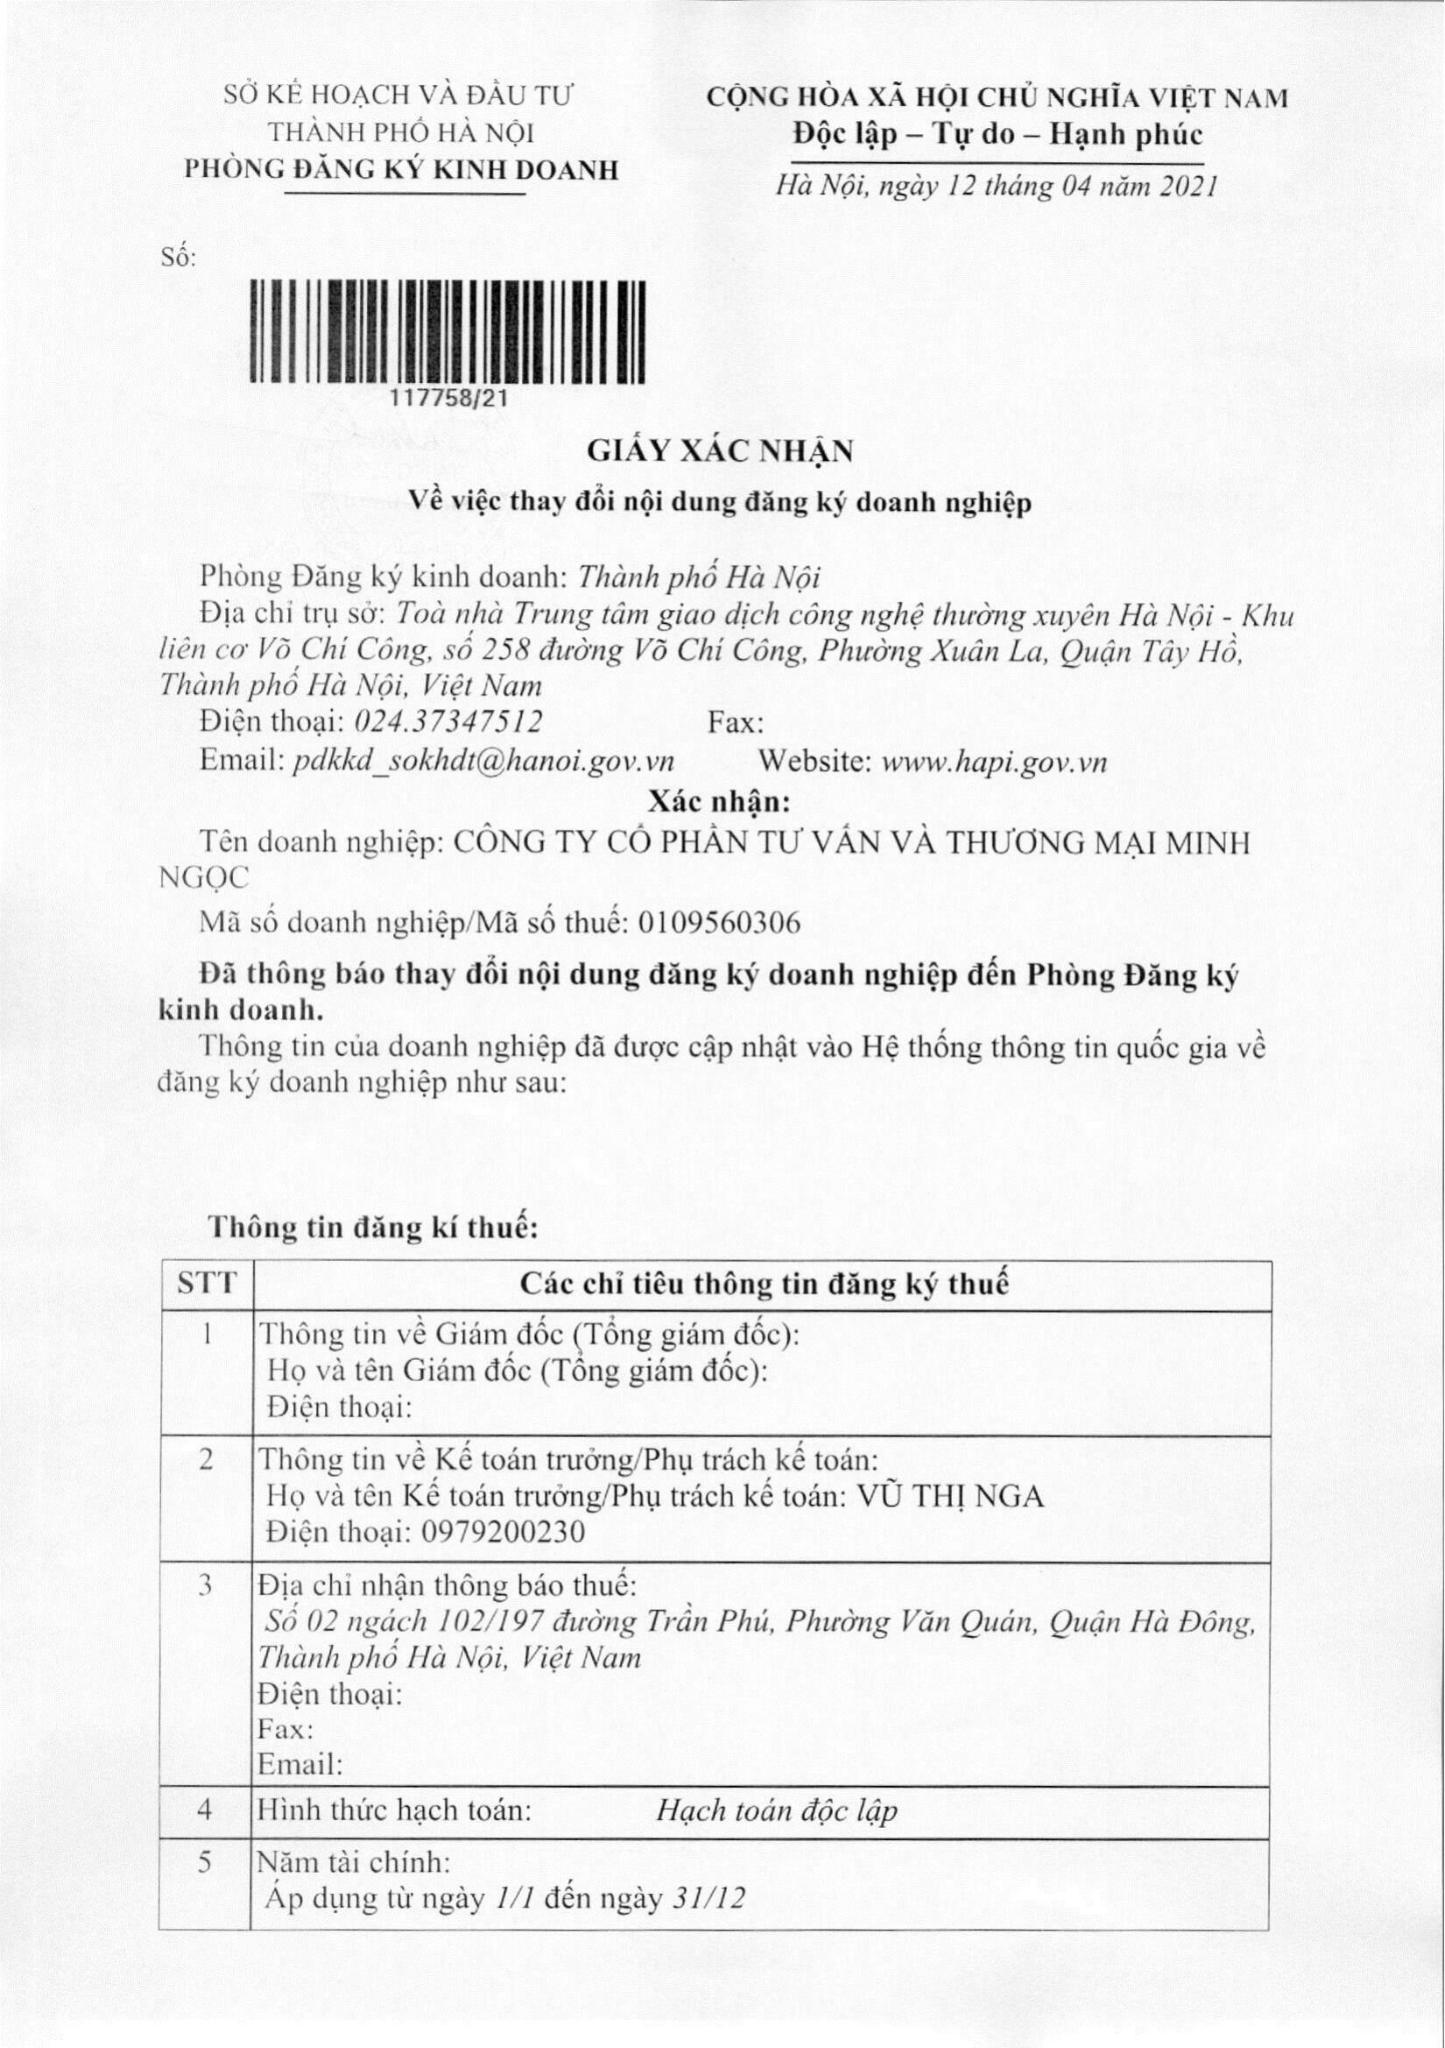 SỞ KẾ HOẠCH VÀ ĐẦU TƯ
THÀNH PHỐ HÀ NỘI
PHÒNG ĐĂNG KÝ KINH DOANH
CỘNG HÒA XÃ HỘI CHỦ NGHĨA VIỆT NAM
Độc lập – Tự do – Hạnh phúc
Hà Nội, ngày 12 tháng 04 năm 2021
Số:
117758/21
GIẤY XÁC NHẬN
Về việc thay đổi nội dung đăng ký doanh nghiệp
Phòng Đăng ký kinh doanh: Thành phố Hà Nội
Địa chỉ trụ sở: Toà nhà Trung tâm giao dịch công nghệ thường xuyên Hà Nội - Khu
liên cơ Võ Chí Công, số 258 đường Võ Chí Công, Phường Xuân La, Quận Tây Hồ,
Thành phố Hà Nội, Việt Nam
Điện thoại: 024.37347512 Fax:
Email: pdkkd_sokhdt@hanoi.gov.vn Website: www.hapi.gov.vn
Xác nhận:
Tên doanh nghiệp: CÔNG TY CỔ PHẦN TƯ VẤN VÀ THƯƠNG MẠI MINH
NGỌC
Mã số doanh nghiệp/Mã số thuế: 0109560306
Đã thông báo thay đổi nội dung đăng ký doanh nghiệp đến Phòng Đăng ký
kinh doanh.
Thông tin của doanh nghiệp đã được cập nhật vào Hệ thống thông tin quốc gia về
đăng ký doanh nghiệp như sau:
Thông tin đăng kí thuế:
STT Các chỉ tiêu thông tin đăng ký thuế
1 Thông tin về Giám đốc (Tổng giám đốc):
Họ và tên Giám đốc (Tổng giám đốc):
Điện thoại:
2 Thông tin về Kế toán trưởng/Phụ trách kế toán:
Họ và tên Kế toán trưởng/Phụ trách kế toán: VŨ THỊ NGA
Điện thoại: 0979200230
3 Địa chỉ nhận thông báo thuế:
Số 02 ngách 102/197 đường Trần Phú, Phường Văn Quán, Quận Hà Đông,
Thành phố Hà Nội, Việt Nam
Điện thoại:
Fax:
Email:
4 Hình thức hạch toán: Hạch toán độc lập
5 Năm tài chính:
Áp dụng từ ngày 1/1 đến ngày 31/12